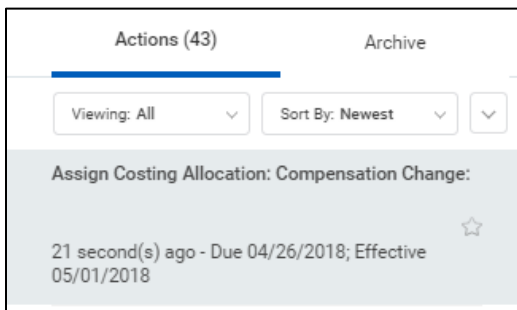 Actions (43)
Archive
Viewing: All
Sort By: Newest
Assign Costing Allocation: Compensation Change:
21 second(s) ago - Due 04/26/2018; Effective
05/01/2018